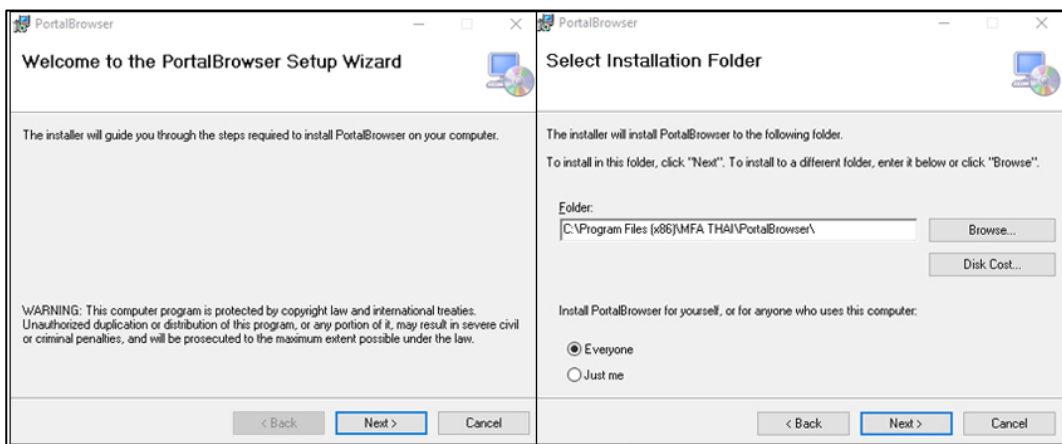 PortalBrowser
Welcome to the PortalBrowser Setup Wizard
The installer will guide you through the steps required to install PortalBrowser on your computer.
WARNING: This computer program is protected by copyright law and international treaties.
Unauthorized duplication or distribution of this program, or any portion of it, may result in severe civil
or criminal penalties, and will be prosecuted to the maximum extent possible under the law.
< Back
Next >
Cancel
PortalBrowser
Select Installation Folder
The installer will install PortalBrowser to the following folder.
To install in this folder, click "Next". To install to a different folder, enter it below or click "Browse".
Folder:
C:\Program Files (x86)\MFA THAI\PortalBrowser\
Browse...
Disk Cost...
Install PortalBrowser for yourself, or for anyone who uses this computer:
Everyone
Just me
< Back
Next >
Cancel